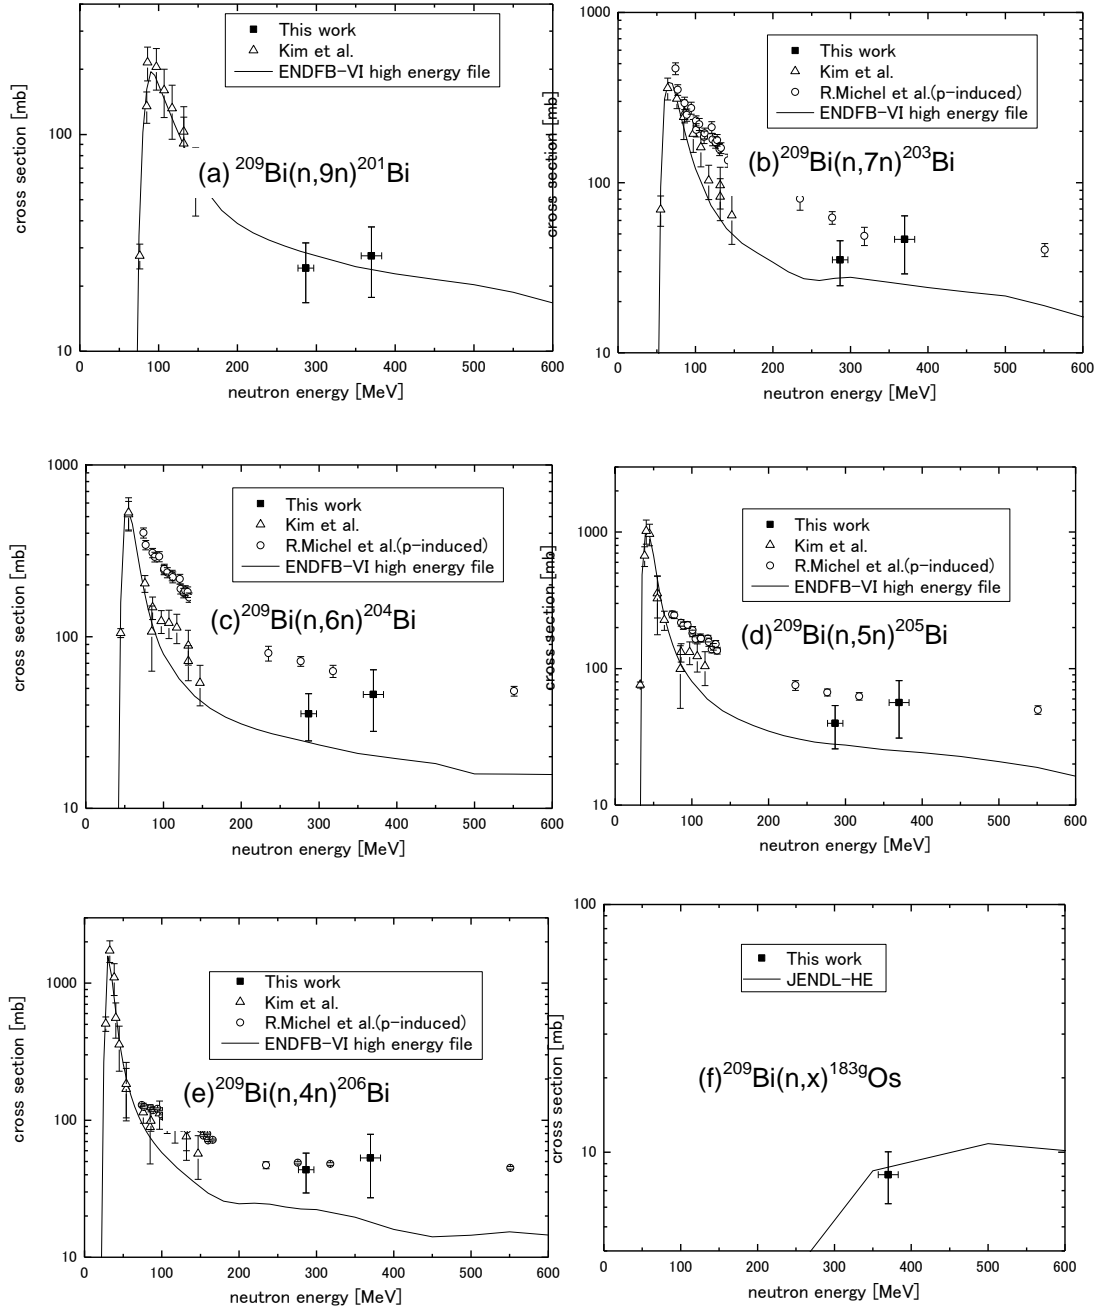 This work
Kim et al.
ENDFB-VI high energy file
cross section [mb]
100
10
(a) ²⁰⁹Bi(n,9n)²⁰¹Bi
0 100 200 300 400 500 600
neutron energy [MeV]
1000
This work
Kim et al.
R.Michel et al.(p-induced)
ENDFB-VI high energy file
cross section [mb]
100
10
(b) ²⁰⁹Bi(n,7n)²⁰³Bi
0 100 200 300 400 500 600
neutron energy [MeV]
1000
This work
Kim et al.
R.Michel et al.(p-induced)
ENDFB-VI high energy file
cross section [mb]
100
10
(c)²⁰⁹Bi(n,6n)²⁰⁴Bi
0 100 200 300 400 500 600
neutron energy [MeV]
1000
This work
Kim et al.
R.Michel et al.(p-induced)
ENDFB-VI high energy file
cross section [mb]
100
10
(d)²⁰⁹Bi(n,5n)²⁰⁵Bi
0 100 200 300 400 500 600
neutron energy [MeV]
1000
This work
Kim et al.
R.Michel et al.(p-induced)
ENDFB-VI high energy file
cross section [mb]
100
10
(e)²⁰⁹Bi(n,4n)²⁰⁶Bi
0 100 200 300 400 500 600
neutron energy [MeV]
100
This work
JENDL-HE
cross section [mb]
10
(f)²⁰⁹Bi(n,x)¹⁸³ᵍOs
0 100 200 300 400 500 600
neutron energy [MeV]